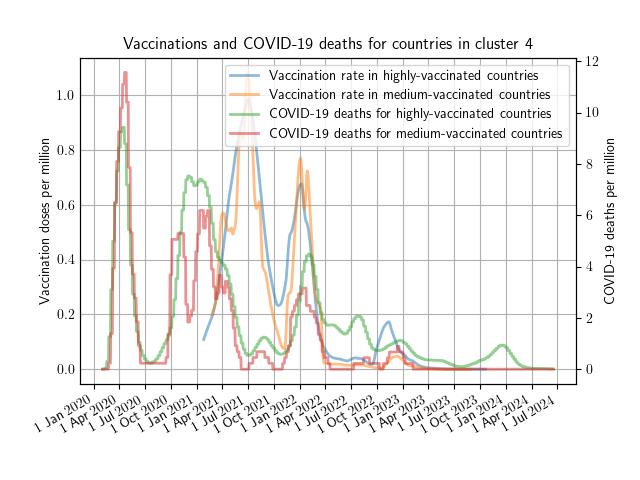 Vaccinations and COVID-19 deaths for countries in cluster 4
Vaccination rate in highly-vaccinated countries
Vaccination rate in medium-vaccinated countries
COVID-19 deaths for highly-vaccinated countries
COVID-19 deaths for medium-vaccinated countries
Vaccination doses per million
1.0
0.8
0.6
0.4
0.2
0.0
12
10
8
6
4
2
0
COVID-19 deaths per million
1 Jan 2020
1 Apr 2020
1 Jul 2020
1 Oct 2020
1 Jan 2021
1 Apr 2021
1 Jul 2021
1 Oct 2021
1 Jan 2022
1 Apr 2022
1 Jul 2022
1 Oct 2022
1 Jan 2023
1 Apr 2023
1 Jul 2023
1 Oct 2023
1 Jan 2024
1 Apr 2024
1 Jul 2024